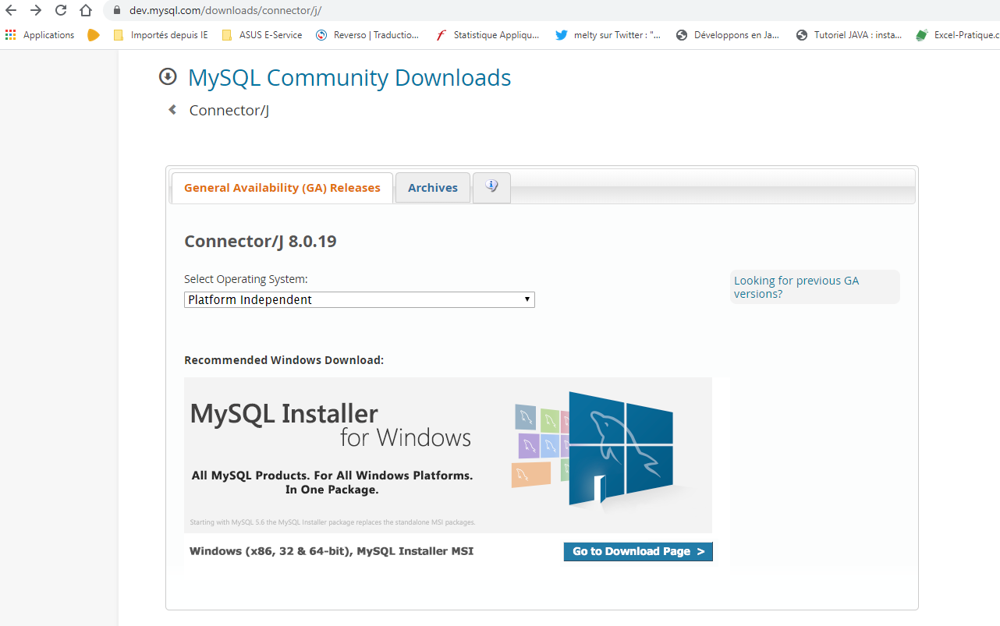 dev.mysql.com/downloads/connector/j/
Applications
Importés depuis IE
ASUS E-Service
Reverso | Traductio...
Statistique Appliqu...
melty sur Twitter : "...
Développons en Ja...
Tutoriel JAVA : insta...
Excel-Pratique.c
MySQL Community Downloads
Connector/J
General Availability (GA) Releases
Archives
Connector/J 8.0.19
Select Operating System:
Looking for previous GA
versions?
Platform Independent
Recommended Windows Download:
MySQL Installer
for Windows
All MySQL Products. For All Windows Platforms.
In One Package.
Starting with MySQL 5.6 the MySQL Installer package replaces the standalone MSI packages.
Windows (x86, 32 & 64-bit), MySQL Installer MSI
Go to Download Page >